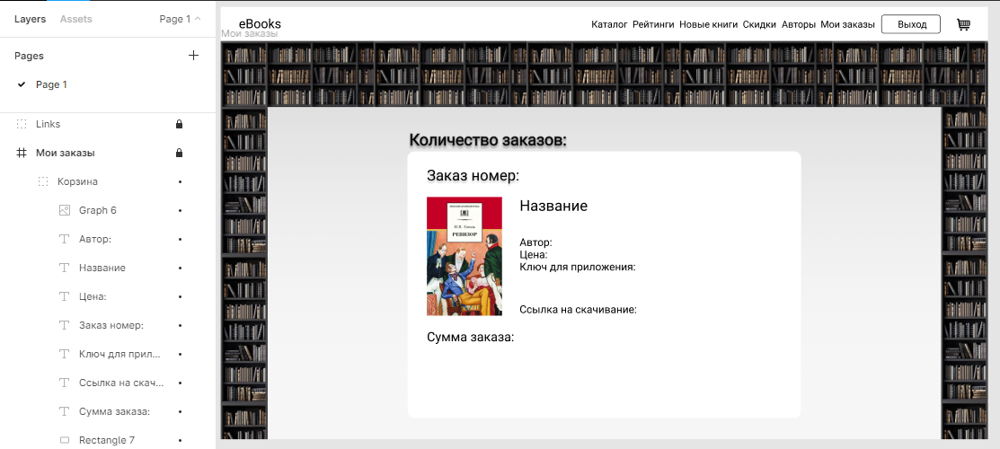 Layers Assets Page 1
Pages
Page 1
Links
Мои заказы
Корзина
Graph 6
Автор:
Название
Цена:
Заказ номер:
Ключ для прил...
Ссылка на скач...
Сумма заказа:
Rectangle 7
eBooks
Каталог Рейтинги Новые книги Скидки Авторы Мои заказы Выход
Мои заказы
Количество заказов:
Заказ номер:
Н.В. Гоголь
РЕВИЗОР
Название
Автор:
Цена:
Ключ для приложения:
Ссылка на скачивание:
Сумма заказа: